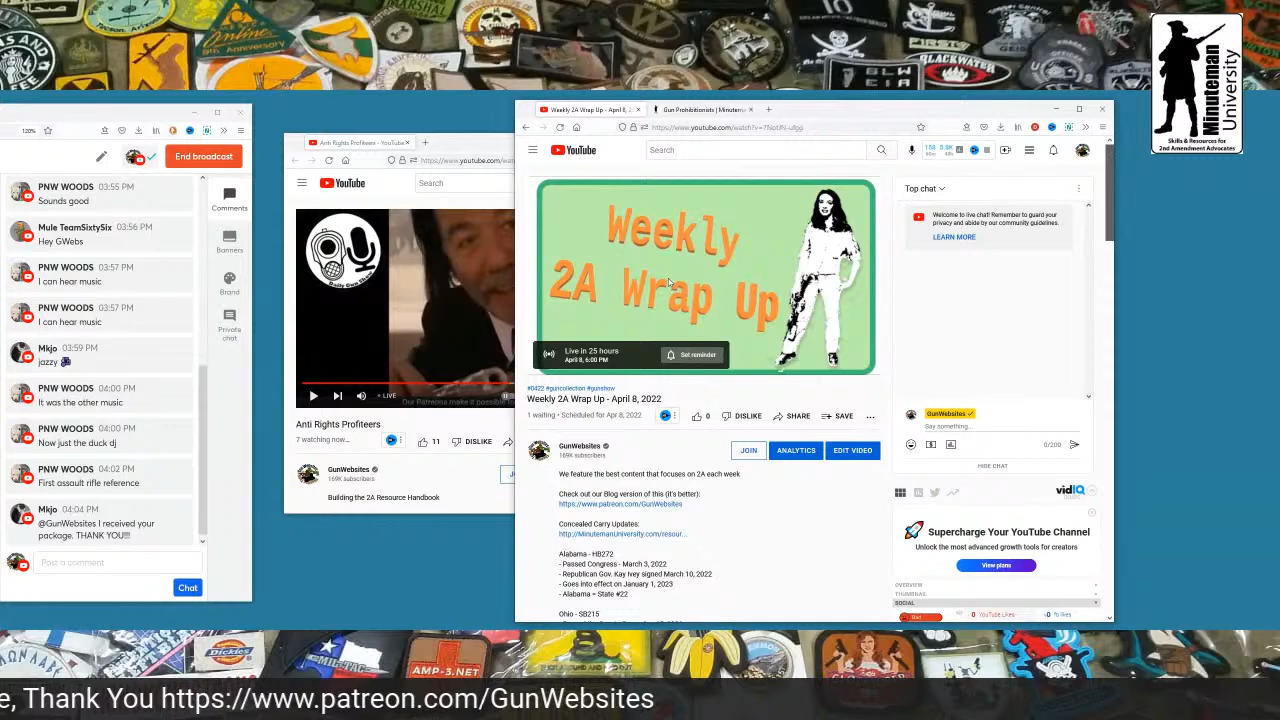 Minuteman
University
Skills & Resources for
2nd Amendment Advocates
BLACKWATER
120%
End broadcast
PNW WOODS 03:55 PM
Sounds good
Mule TeamSixtySix 03:56 PM
Hey GWebs
PNW WOODS 03:57 PM
I can hear music
PNW WOODS 03:57 PM
I can hear music
Mkjo 03:59 PM
jazzy
PNW WOODS 04:00 PM
It was the other music
PNW WOODS 04:00 PM
Now just the duck dj
PNW WOODS 04:02 PM
First assault rifle reference
Mkjo 04:04 PM
@GunWebsites I received your
package. THANK YOU!!!
Post a comment
Chat
Comments
Banners
Brand
Private
chat
Anti Rights Profiteers - YouTube
https://www.youtube.com/wat
YouTube
Search
LIVE
Anti Rights Profiteers
7 watching now...
11
DISLIKE
GunWebsites
169K subscribers
Building the 2A Resource Handbook
Weekly 2A Wrap Up - April 8, 2
Gun Prohibitionists | Minutem
YouTube
Search
Weekly
2A Wrap Up
Live in 25 hours
April 8, 6:00 PM
Set reminder
#0422 #guncollection #gunshow
Weekly 2A Wrap Up - April 8, 2022
1 waiting • Scheduled for Apr 8, 2022
0
DISLIKE
SHARE
SAVE
GunWebsites
169K subscribers
JOIN
ANALYTICS
EDIT VIDEO
We feature the best content that focuses on 2A each week
Check out our Blog version of this (it's better):
https://www.patreon.com/GunWebsites
Concealed Carry Updates:
http://MinutemanUniversity.com/resour...
Alabama - HB272
- Passed Congress - March 3, 2022
- Republican Gov. Kay Ivey signed March 10, 2022
- Goes into effect on January 1, 2023
- Alabama = State #22
Ohio - SB215
Top chat
Welcome to live chat! Remember to guard your
privacy and abide by our community guidelines.
LEARN MORE
GunWebsites
Say something...
0/200
HIDE CHAT
vidIQ
Supercharge Your YouTube Channel
Unlock the most advanced growth tools for creators
View plans
OVERVIEW
THUMBNAIL
SOCIAL
Bad
0 YouTube Likes
Dickies
AMP-3.NET
e, Thank You https://www.patreon.com/GunWebsites